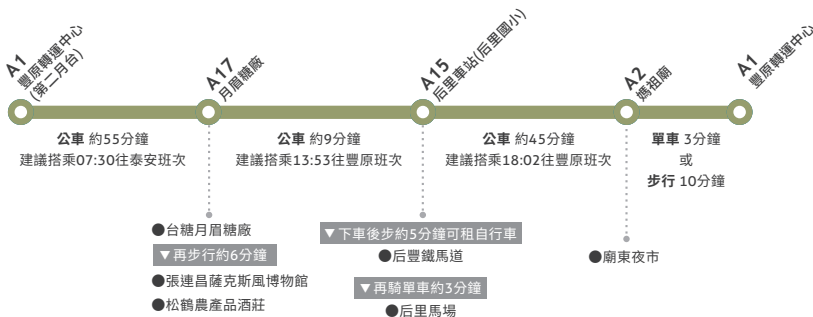 A1
豐原轉運中心
(第二月台)
A17
月眉糖廠
A15
后里車站(后里國小)
A2
媽祖廟
A1
豐原轉運中心
公車 約55分鐘
建議搭乘07:30往泰安班次
公車 約9分鐘
建議搭乘13:53往豐原班次
公車 約45分鐘
建議搭乘18:02往豐原班次
單車 3分鐘
或
步行 10分鐘
●台糖月眉糖廠
▼再步行約6分鐘
●張連昌薩克斯風博物館
●松鶴農產品酒莊
▼下車後步約5分鐘可租自行車
●后豐鐵馬道
▼再騎單車約3分鐘
●后里馬場
●廟東夜市